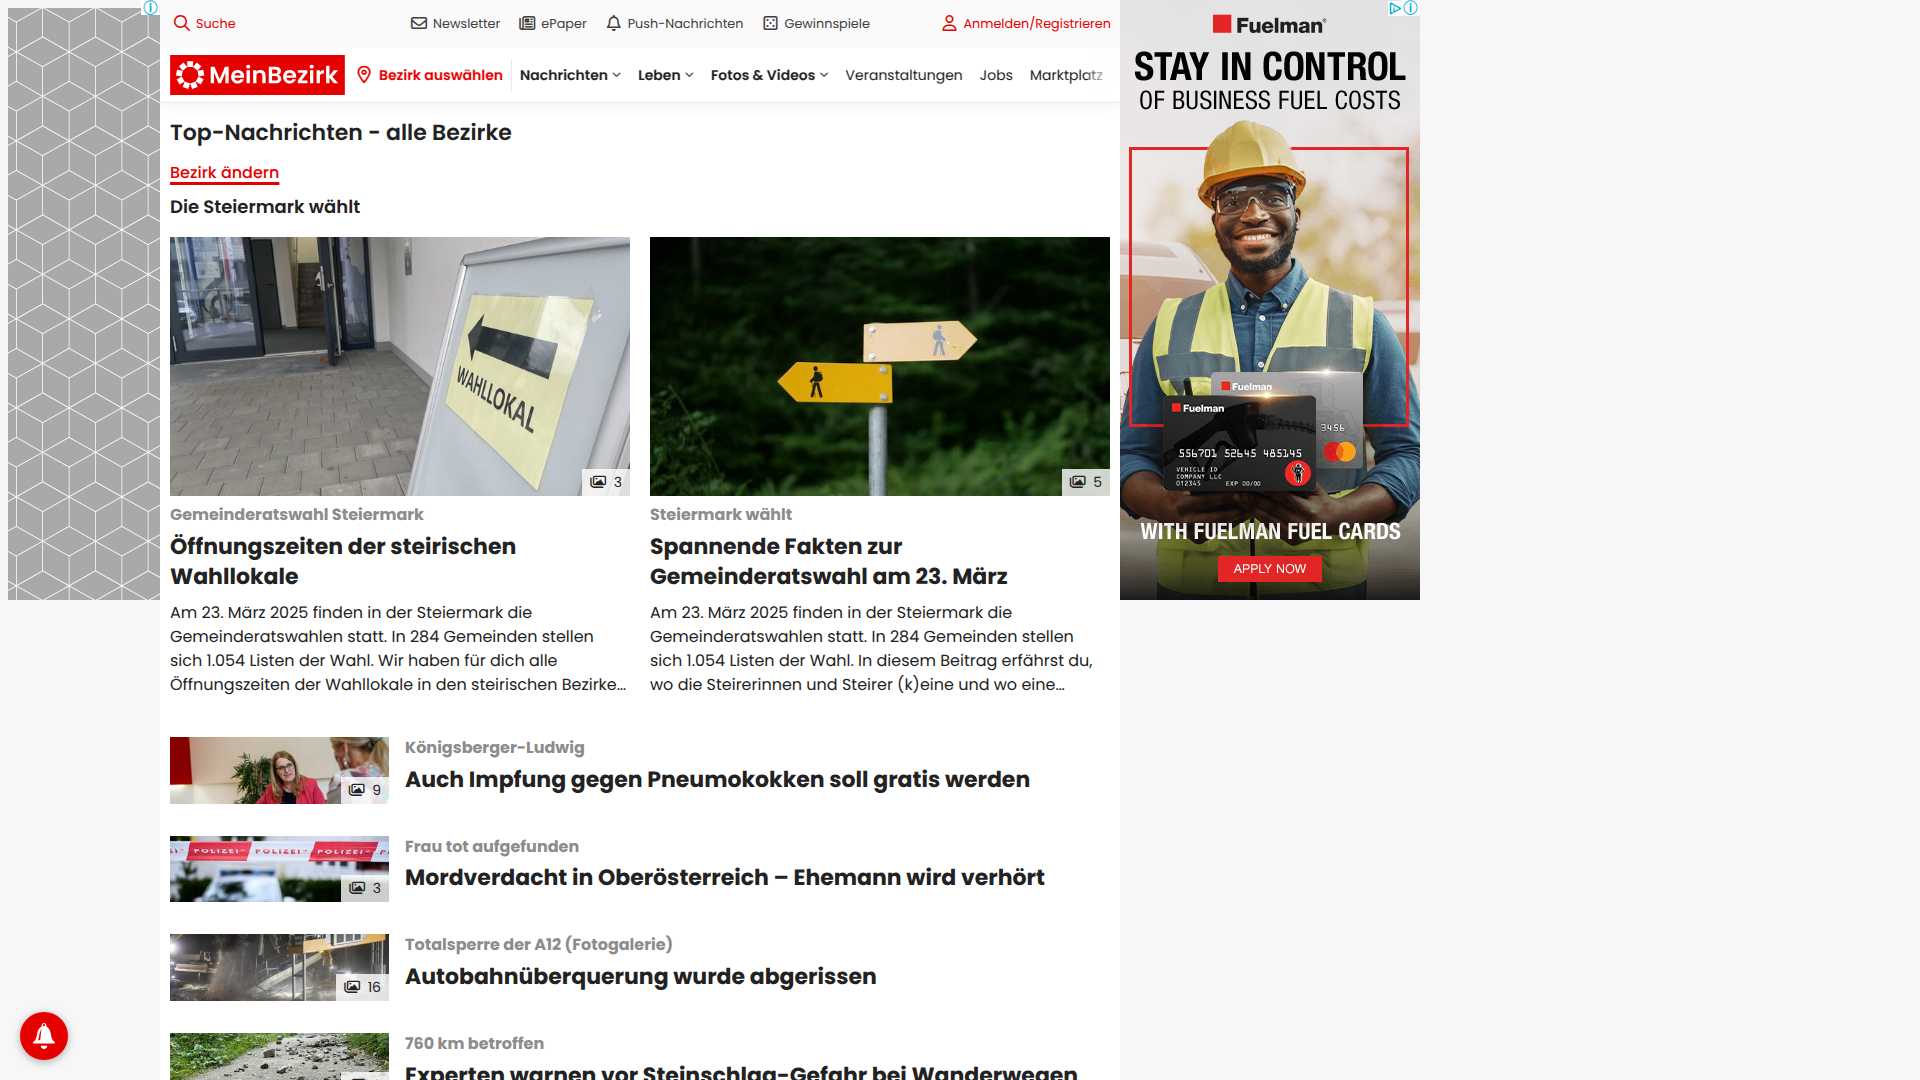 Suche
Newsletter
ePaper
Push-Nachrichten
Gewinnspiele
Anmelden/Registrieren
MeinBezirk
Bezirk auswählen
Nachrichten
Leben
Fotos & Videos
Veranstaltungen
Jobs
Marktplatz
Top-Nachrichten - alle Bezirke
Bezirk ändern
Die Steiermark wählt
WAHLLOKAL
3
5
Gemeinderatswahl Steiermark
Öffnungszeiten der steirischen
Wahllokale
Am 23. März 2025 finden in der Steiermark die
Gemeinderatswahlen statt. In 284 Gemeinden stellen
sich 1.054 Listen der Wahl. Wir haben für dich alle
Öffnungszeiten der Wahllokale in den steirischen Bezirke...
Steiermark wählt
Spannende Fakten zur
Gemeinderatswahl am 23. März
Am 23. März 2025 finden in der Steiermark die
Gemeinderatswahlen statt. In 284 Gemeinden stellen
sich 1.054 Listen der Wahl. In diesem Beitrag erfährst du,
wo die Steirerinnen und Steirer (k)eine und wo eine...
9
Königsberger-Ludwig
Auch Impfung gegen Pneumokokken soll gratis werden
POLIZEI POLIZEI POLIZEI
3
Frau tot aufgefunden
Mordverdacht in Oberösterreich – Ehemann wird verhört
16
Totalsperre der A12 (Fotogalerie)
Autobahnüberquerung wurde abgerissen
760 km betroffen
Experten warnen vor Steinschlag-Gefahr bei Wanderwegen
Fuelman
STAY IN CONTROL
OF BUSINESS FUEL COSTS
Fuelman
Fuelman
3456
556701 52645 485145
VEHICLE ID
COMPANY LLC
012345 EXP 00/00
WITH FUELMAN FUEL CARDS
APPLY NOW